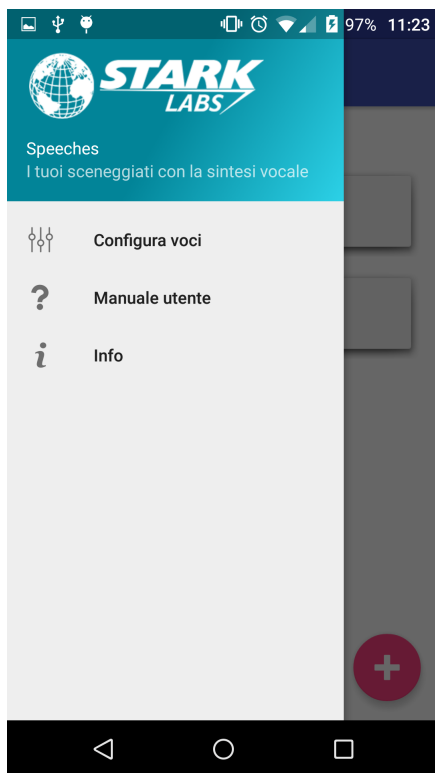 97% 11:23
STARK
LABS
Speeches
I tuoi sceneggiati con la sintesi vocale
Configura voci
Manuale utente
Info